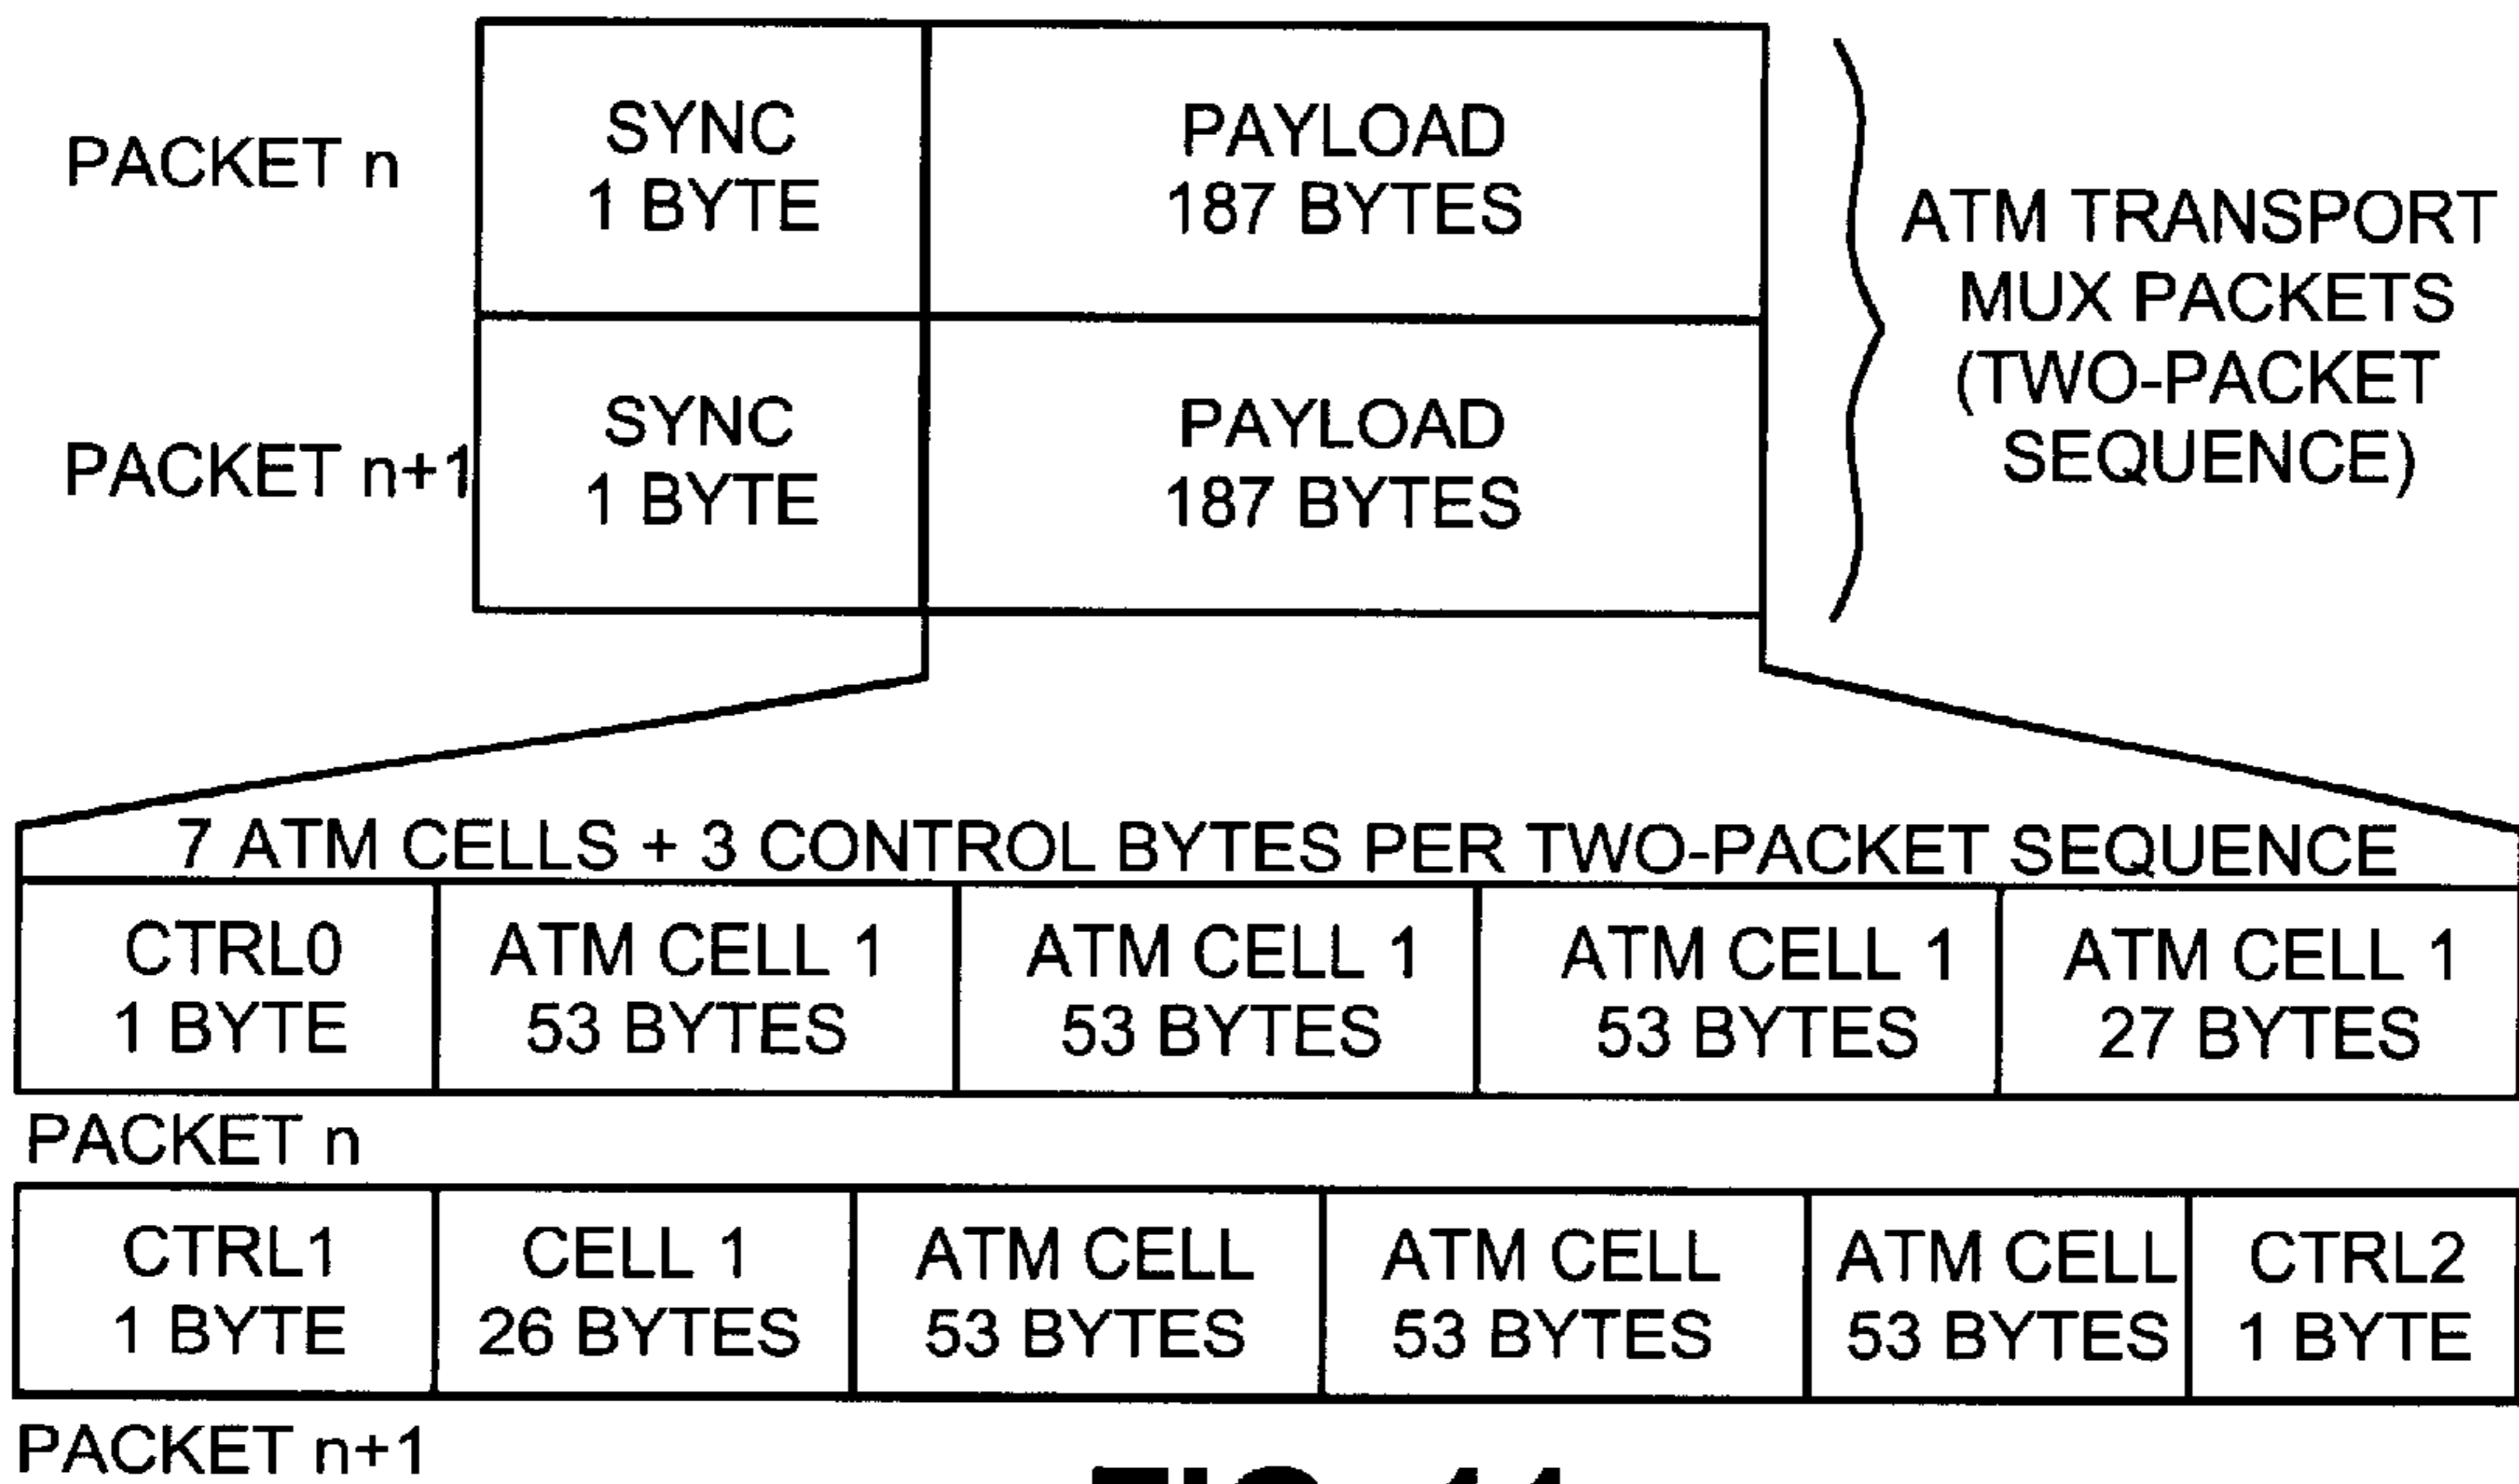 PACKET n
SYNC
1 BYTE
PAYLOAD
187 BYTES
PACKET n+1
SYNC
1 BYTE
PAYLOAD
187 BYTES
ATM TRANSPORT
MUX PACKETS
(TWO-PACKET
SEQUENCE)
7 ATM CELLS + 3 CONTROL BYTES PER TWO-PACKET SEQUENCE
CTRL0
1 BYTE
ATM CELL 1
53 BYTES
ATM CELL 1
53 BYTES
ATM CELL 1
53 BYTES
ATM CELL 1
27 BYTES
PACKET n
CTRL1
1 BYTE
CELL 1
26 BYTES
ATM CELL
53 BYTES
ATM CELL
53 BYTES
ATM CELL
53 BYTES
CTRL2
1 BYTE
PACKET n+1